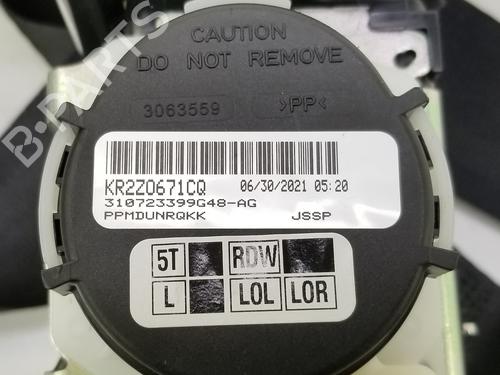 CAUTION
DO NOT REMOVE
3063559 >PP<
B-PARTS
KR2Z0671CQ 06/30/2021 05:20
310723399G48-AG
PPMDUNRQKK JSSP
5T RDW
L LOL LOR